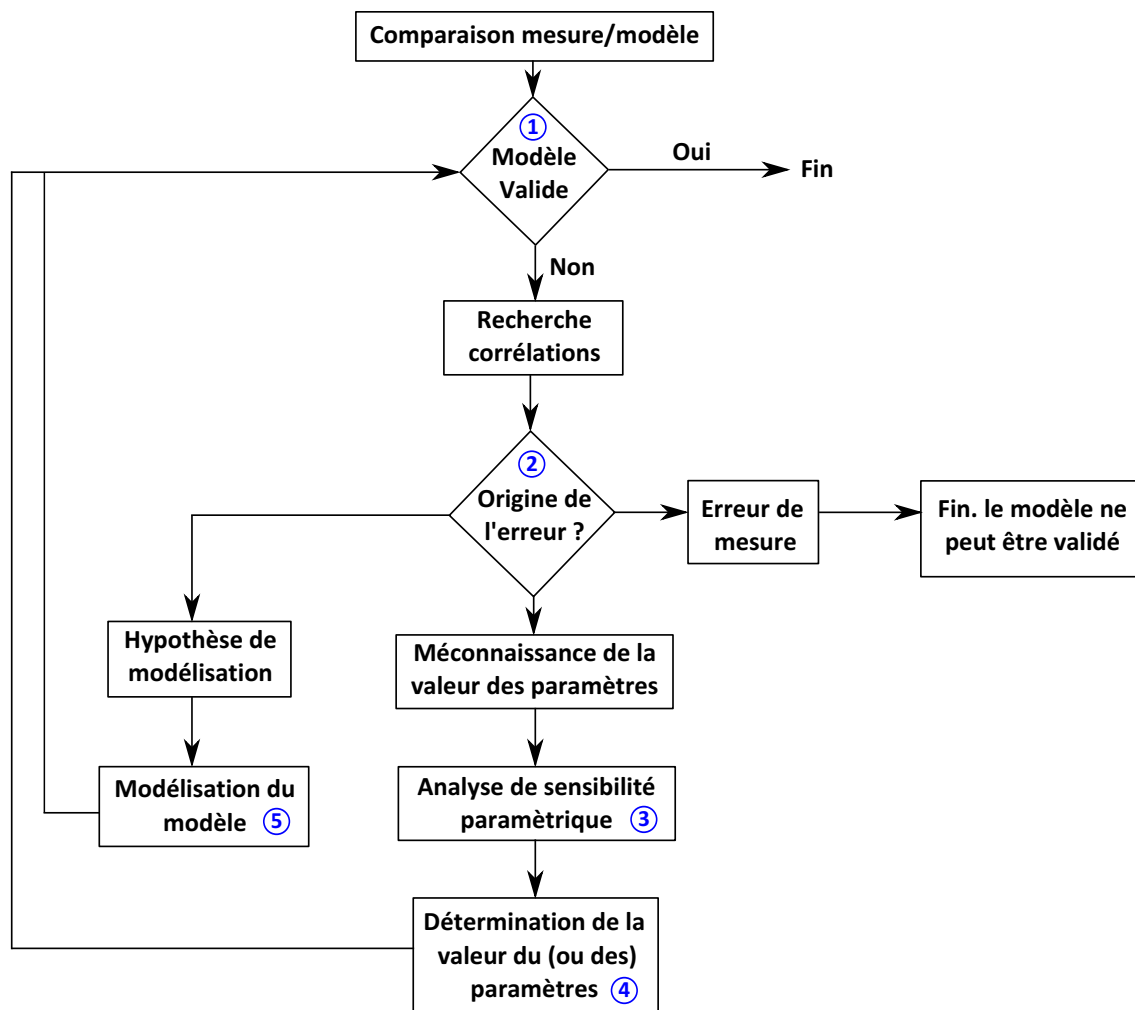 Comparaison mesure/modèle
①
Modèle
Valide
Oui
Fin
Non
Recherche
corrélations
②
Origine de
l'erreur ?
Erreur de
mesure
Fin. le modèle ne
peut être validé
Hypothèse de
modélisation
Méconnaissance de la
valeur des paramètres
Modélisation du
modèle ⑤
Analyse de sensibilité
paramètrique ③
Détermination de la
valeur du (ou des)
paramètres ④